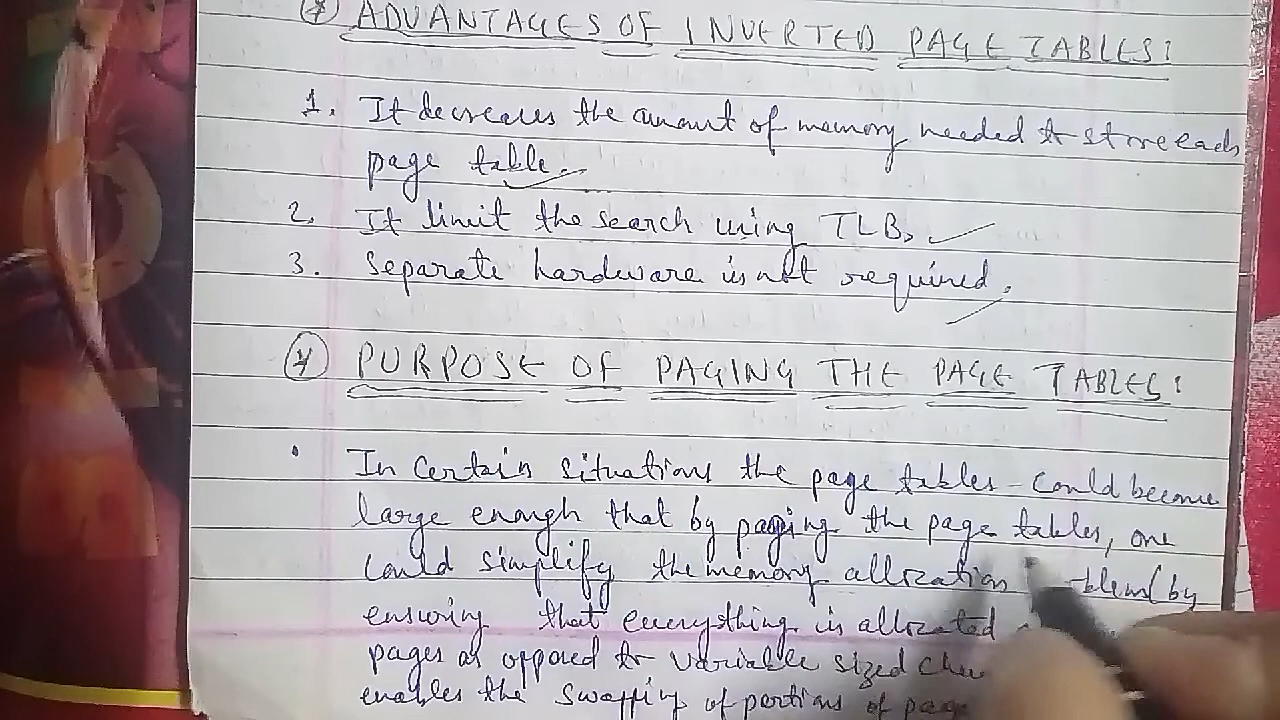 * ADVANTAGES OF INVERTED PAGE TABLES:
1. It decreases the amount of memory needed to store each
page table.
2. It limit the search using TLB.
3. Separate hardware is not required.
* PURPOSE OF PAGING THE PAGE TABLES:
• In certain situations the page tables could become
large enough that by paging the page tables, one
could simplify the memory allocation (by
ensuring that everything is allocated
pages as opposed to variable sized
enables the swapping of portions of